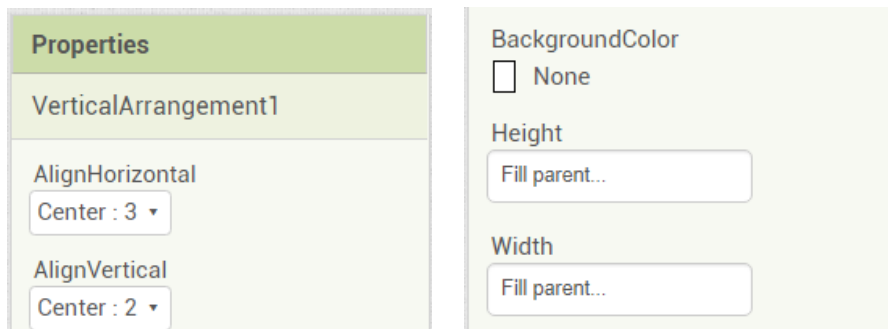 Properties
VerticalArrangement1
AlignHorizontal
Center : 3
AlignVertical
Center : 2
BackgroundColor
None
Height
Fill parent...
Width
Fill parent...